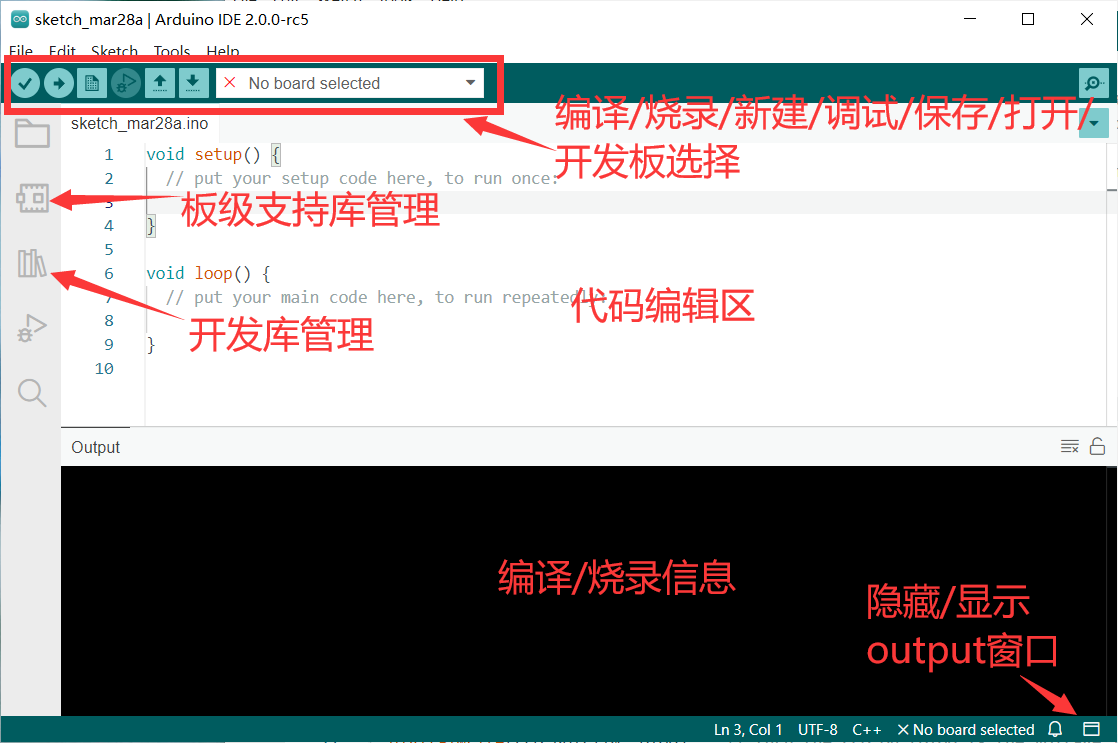 sketch_mar28a | Arduino IDE 2.0.0-rc5
File Edit Sketch Tools Help
No board selected
编译/烧录/新建/调试/保存/打开/
开发板选择
sketch_mar28a.ino
1 void setup() {
2 // put your setup code here, to run once:
3
板级支持库管理
4 }
5
6 void loop() {
7 // put your main code here, to run repeatedly:
代码编辑区
8
开发库管理
9 }
10
Output
编译/烧录信息
隐藏/显示
output窗口
Ln 3, Col 1 UTF-8 C++ No board selected